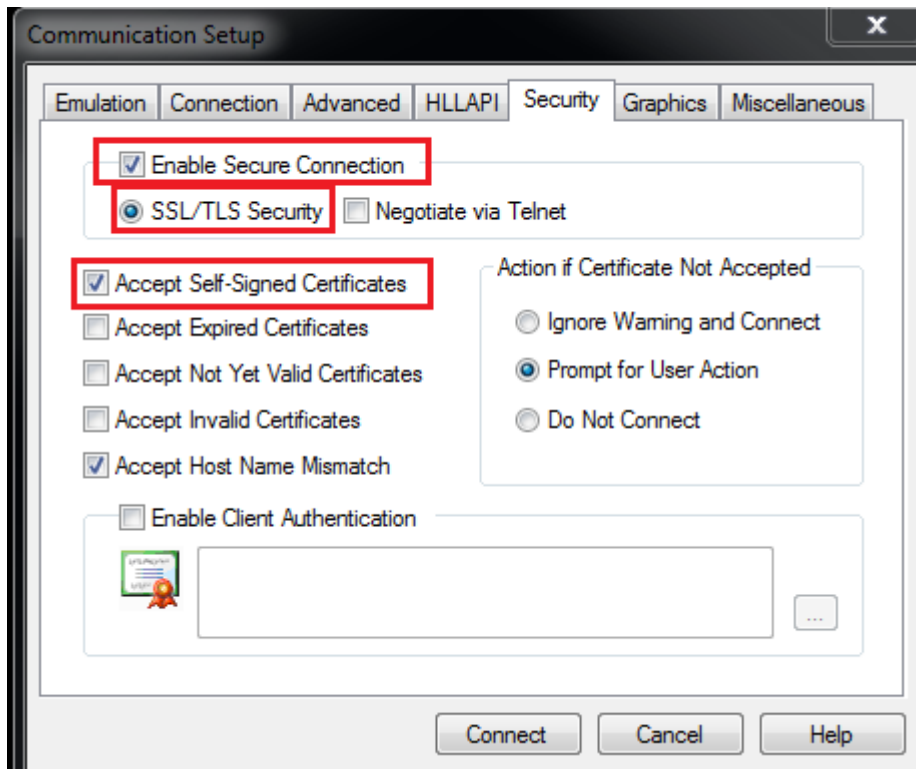 Communication Setup
x
Emulation Connection Advanced HLLAPI Security Graphics Miscellaneous
Enable Secure Connection
SSL/TLS Security Negotiate via Telnet
Accept Self-Signed Certificates
Accept Expired Certificates
Accept Not Yet Valid Certificates
Accept Invalid Certificates
Accept Host Name Mismatch
Action if Certificate Not Accepted
Ignore Warning and Connect
Prompt for User Action
Do Not Connect
Enable Client Authentication
...
Connect Cancel Help